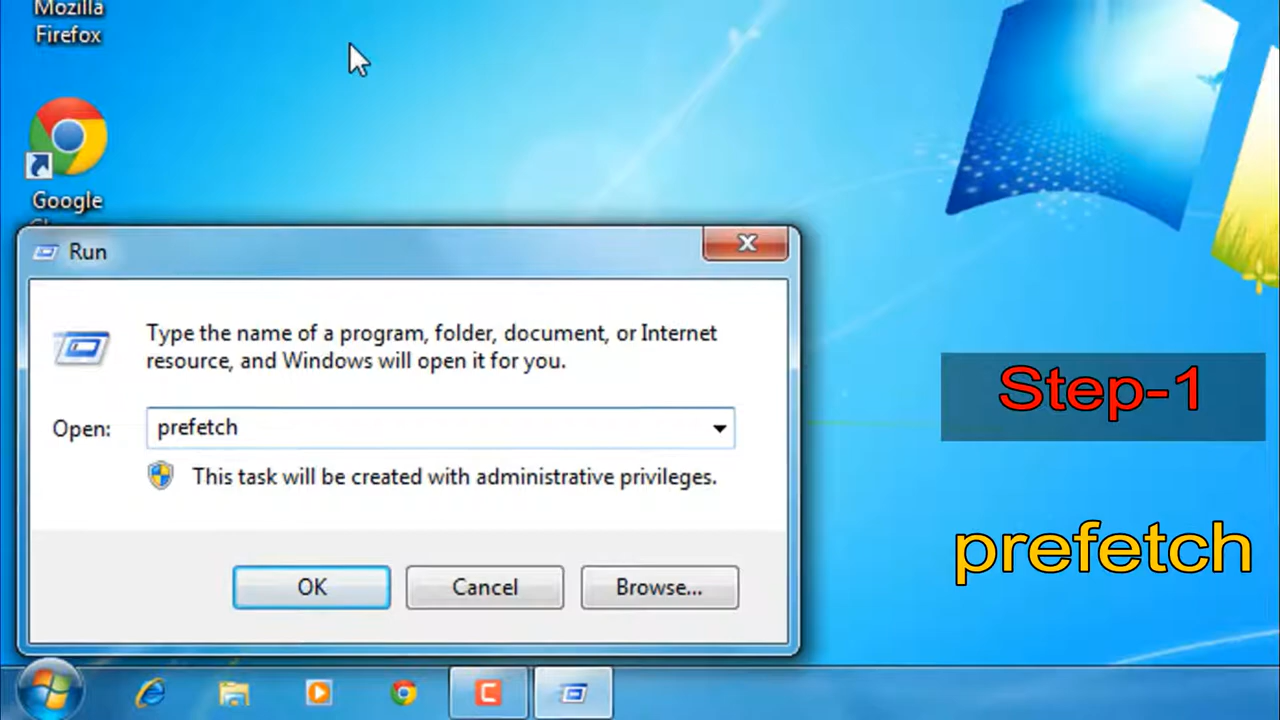 Mozilla
Firefox
Google
Run
Type the name of a program, folder, document, or Internet
resource, and Windows will open it for you.
Open: prefetch
This task will be created with administrative privileges.
OK Cancel Browse...
Step-1
prefetch